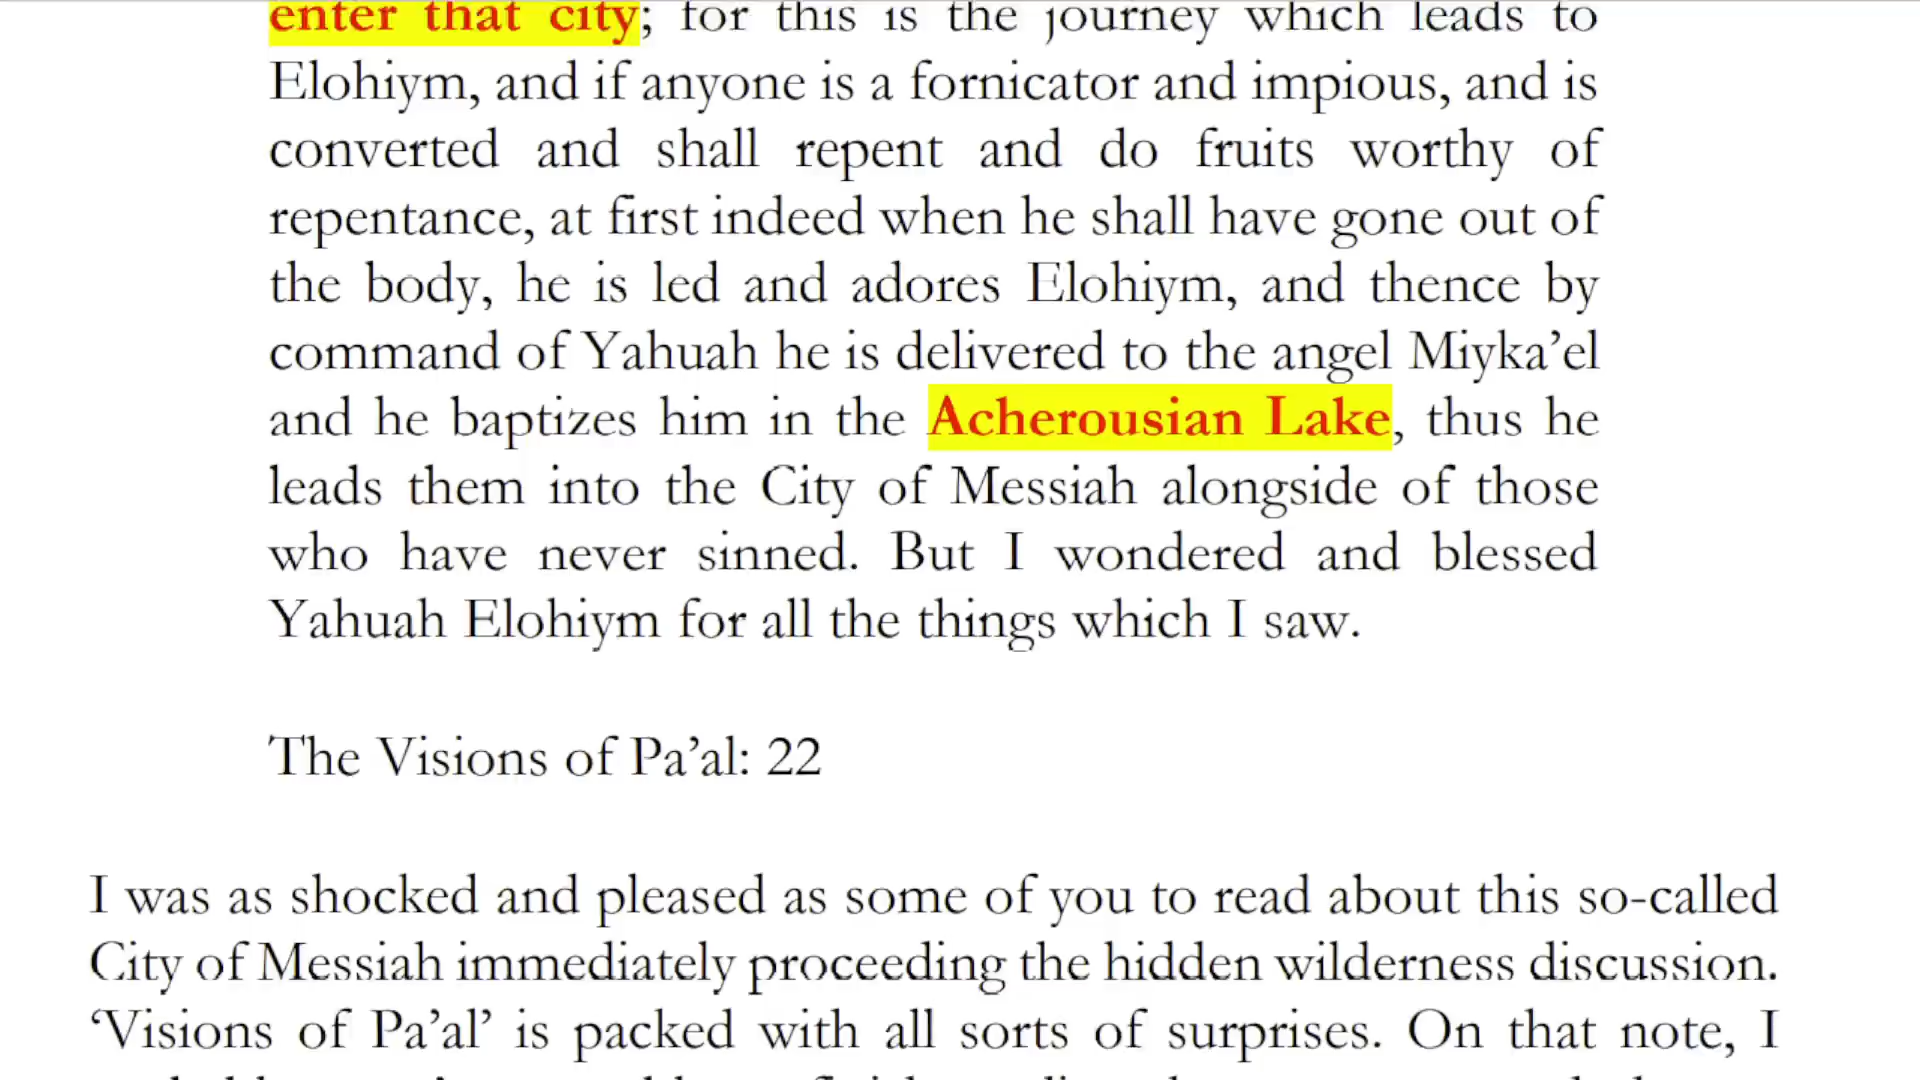 enter that city; for this is the journey which leads to
Elohiym, and if anyone is a fornicator and impious, and is
converted and shall repent and do fruits worthy of
repentance, at first indeed when he shall have gone out of
the body, he is led and adores Elohiym, and thence by
command of Yahuah he is delivered to the angel Miyka’el
and he baptizes him in the Acherousian Lake, thus he
leads them into the City of Messiah alongside of those
who have never sinned. But I wondered and blessed
Yahuah Elohiym for all the things which I saw.
The Visions of Pa’al: 22
I was as shocked and pleased as some of you to read about this so-called
City of Messiah immediately proceeding the hidden wilderness discussion.
‘Visions of Pa’al’ is packed with all sorts of surprises. On that note, I